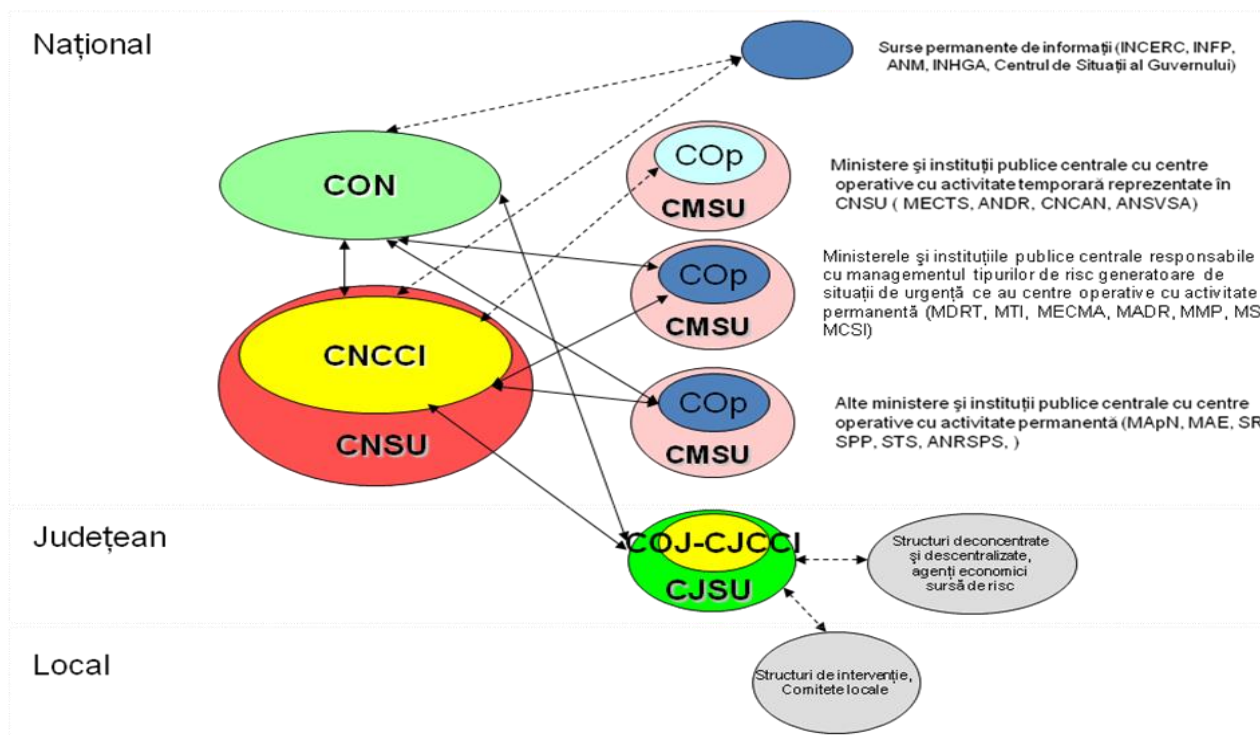 Național
Surse permanente de informații (INCERC, INFP,
ANM, INHGA, Centrul de Situații al Guvernului)
CON
COp
CMSU
Ministere și instituții publice centrale cu centre
operative cu activitate temporară reprezentate în
CNSU ( MECTS, ANDR, CNCAN, ANSVSA)
COp
CMSU
Ministerele și instituțiile publice centrale responsabile
cu managementul tipurilor de risc generatoare de
situații de urgență ce au centre operative cu activitate
permanentă (MDRT, MTI, MECMA, MADR, MMP, MS
MCSI)
CNCCI
CNSU
COp
CMSU
Alte ministere și instituții publice centrale cu centre
operative cu activitate permanentă (MApN, MAE, SR
SPP, STS, ANRSPS, )
Județean
COJ-CJCCI
CJSU
Structuri deconcentrate
și descentralizate,
agenți economici
sursă de risc
Local
Structuri de intervenție,
Comitete locale